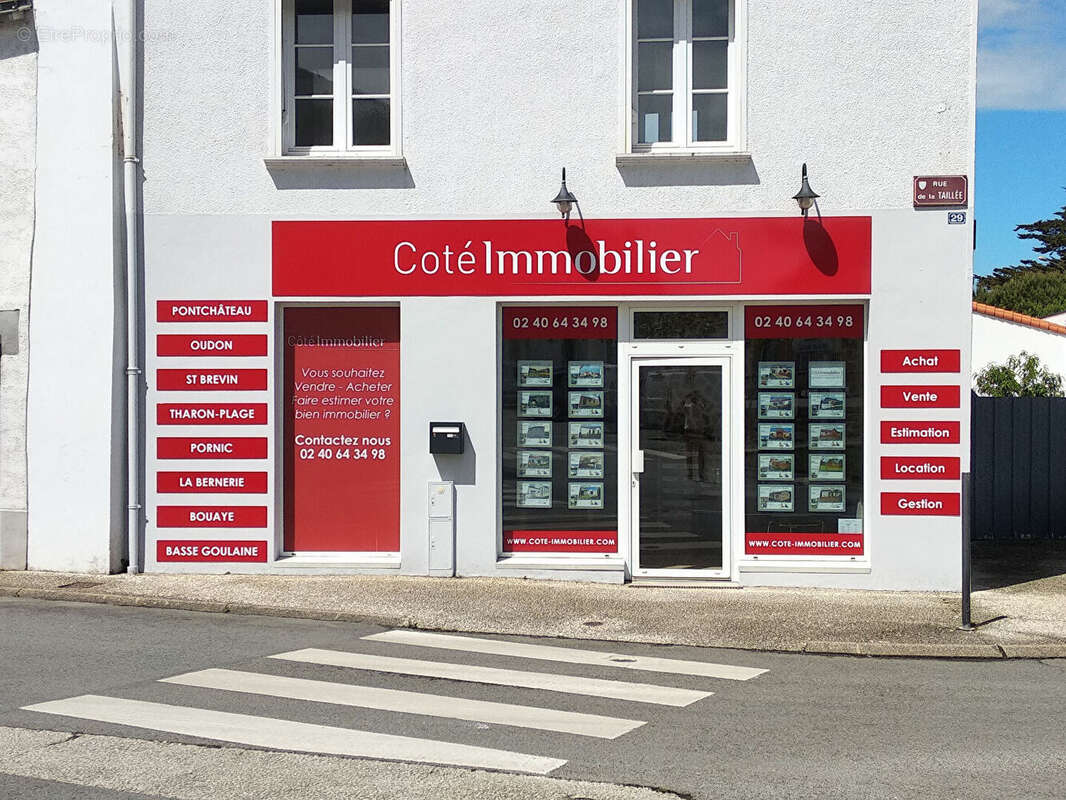 © EtreProprio.com
RUE
de la TAILLÉE
29
Coté Immobilier
PONTCHÂTEAU
OUDON
ST BREVIN
THARON-PLAGE
PORNIC
LA BERNERIE
BOUAYE
BASSE GOULAINE
Coté Immobilier
Vous souhaitez
Vendre - Acheter
Faire estimer votre
bien immobilier ?
Contactez nous
02 40 64 34 98
02 40 64 34 98
WWW.COTE-IMMOBILIER.COM
02 40 64 34 98
WWW.COTE-IMMOBILIER.COM
Achat
Vente
Estimation
Location
Gestion